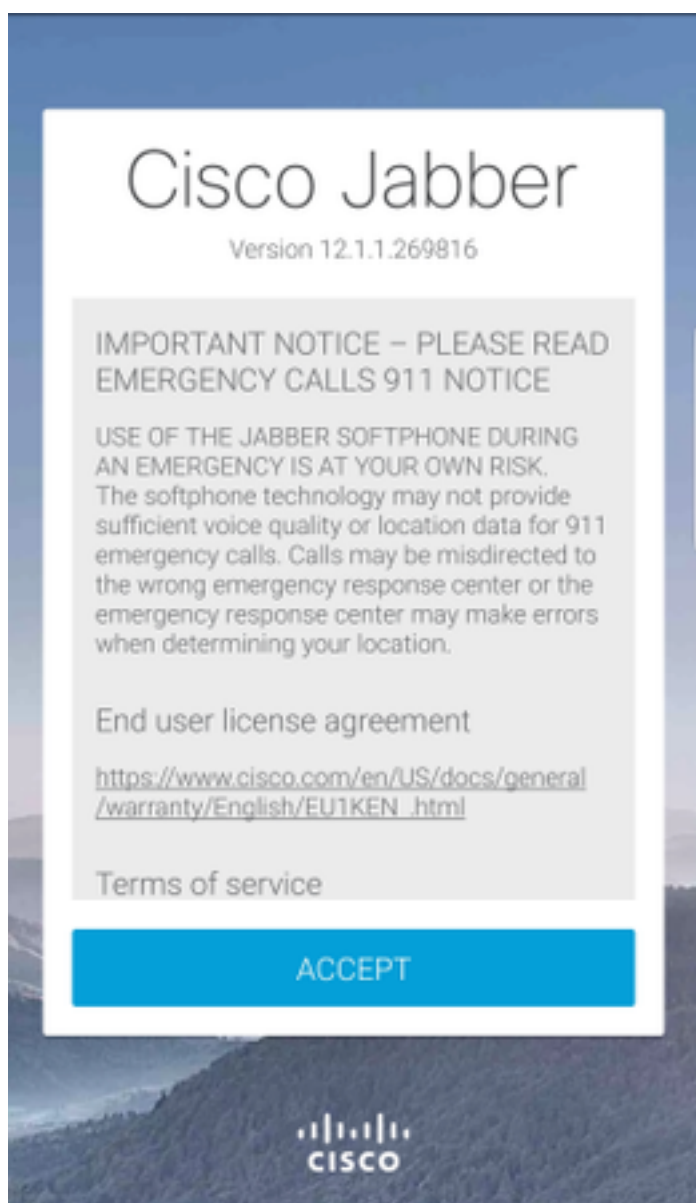 Cisco Jabber
Version 12.1.1.269816
IMPORTANT NOTICE – PLEASE READ
EMERGENCY CALLS 911 NOTICE
USE OF THE JABBER SOFTPHONE DURING
AN EMERGENCY IS AT YOUR OWN RISK.
The softphone technology may not provide
sufficient voice quality or location data for 911
emergency calls. Calls may be misdirected to
the wrong emergency response center or the
emergency response center may make errors
when determining your location.
End user license agreement
https://www.cisco.com/en/US/docs/general
/warranty/English/EU1KEN_.html
Terms of service
ACCEPT
CISCO